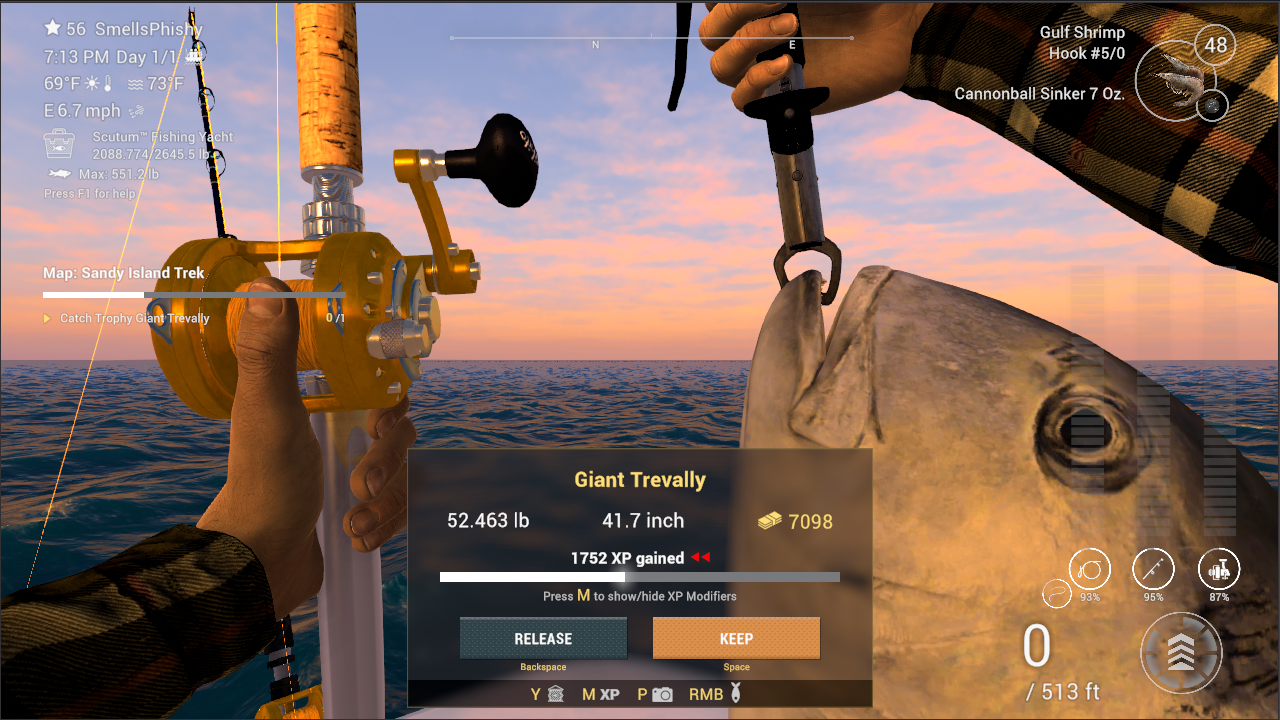 56 SmellsPhishy
7:13 PM Day 1/1
69°F 73°F
E 6.7 mph
Scutum™ Fishing Yacht
2088.774/2645.5 lb
Max: 551.2 lb
Press F1 for help
N
E
Gulf Shrimp
Hook #5/0
48
Cannonball Sinker 7 Oz.
Map: Sandy Island Trek
Catch Trophy Giant Trevally 0 /1
Giant Trevally
52.463 lb 41.7 inch 7098
1752 XP gained
Press M to show/hide XP Modifiers
RELEASE KEEP
Backspace Space
Y M XP P RMB
93% 95% 87%
0
/ 513 ft